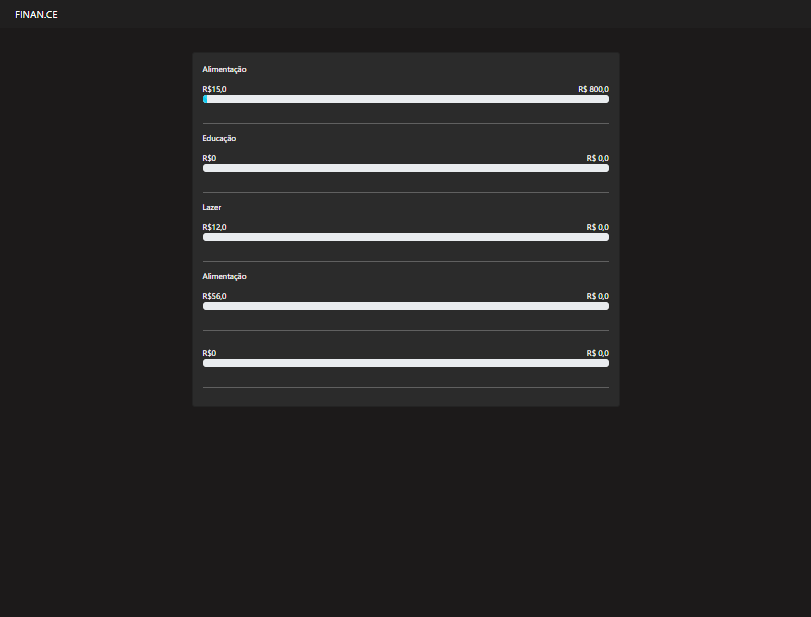 FINAN.CE
Alimentação
R$15,0 R$ 800,0
Educação
R$0 R$ 0,0
Lazer
R$12,0 R$ 0,0
Alimentação
R$56,0 R$ 0,0
R$0 R$ 0,0